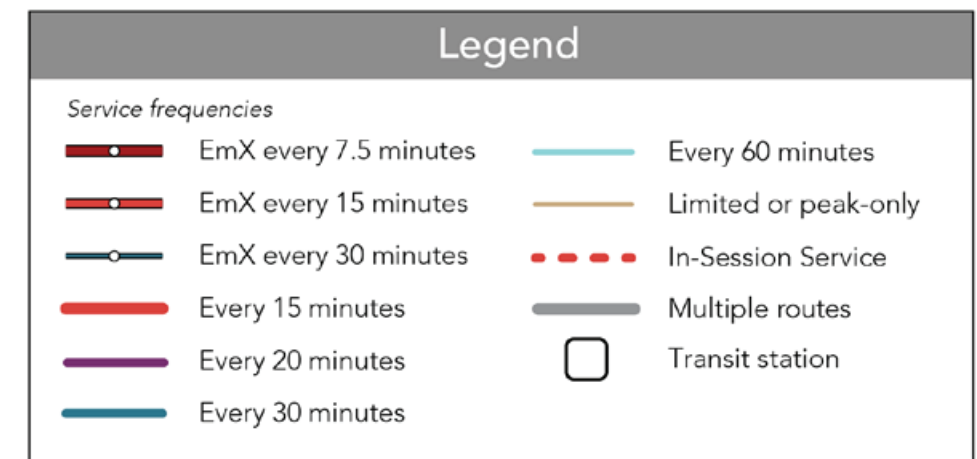 Legend
Service frequencies
EmX every 7.5 minutes
EmX every 15 minutes
EmX every 30 minutes
Every 15 minutes
Every 20 minutes
Every 30 minutes
Every 60 minutes
Limited or peak-only
In-Session Service
Multiple routes
Transit station